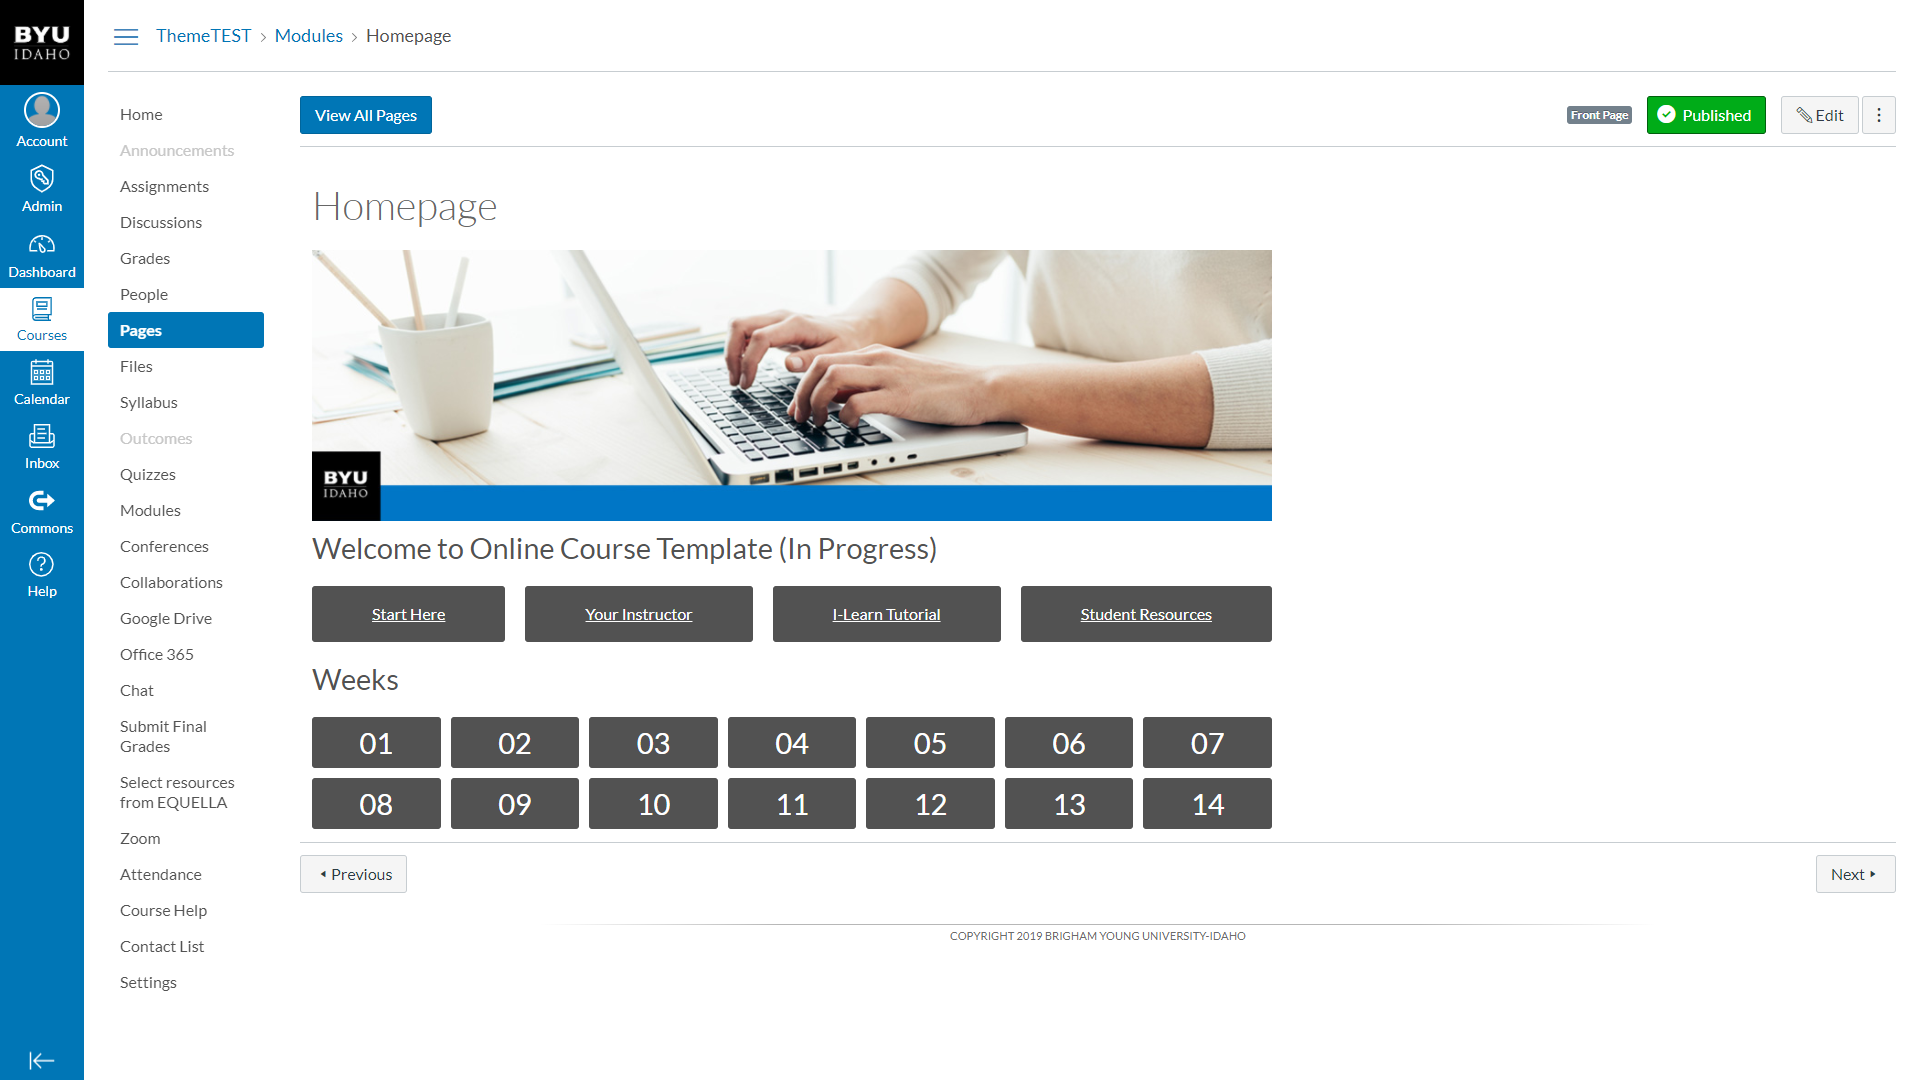 BYU
IDAHO
ThemeTEST > Modules > Homepage
Account
Admin
Dashboard
Courses
Calendar
Inbox
Commons
Help
Home
Announcements
Assignments
Discussions
Grades
People
Pages
Files
Syllabus
Outcomes
Quizzes
Modules
Conferences
Collaborations
Google Drive
Office 365
Chat
Submit Final
Grades
Select resources
from EQUELLA
Zoom
Attendance
Course Help
Contact List
Settings
View All Pages
Front Page
Published
Edit
Homepage
BYU
IDAHO
Welcome to Online Course Template (In Progress)
Start Here
Your Instructor
I-Learn Tutorial
Student Resources
Weeks
01 02 03 04 05 06 07
08 09 10 11 12 13 14
Previous
Next
COPYRIGHT 2019 BRIGHAM YOUNG UNIVERSITY-IDAHO